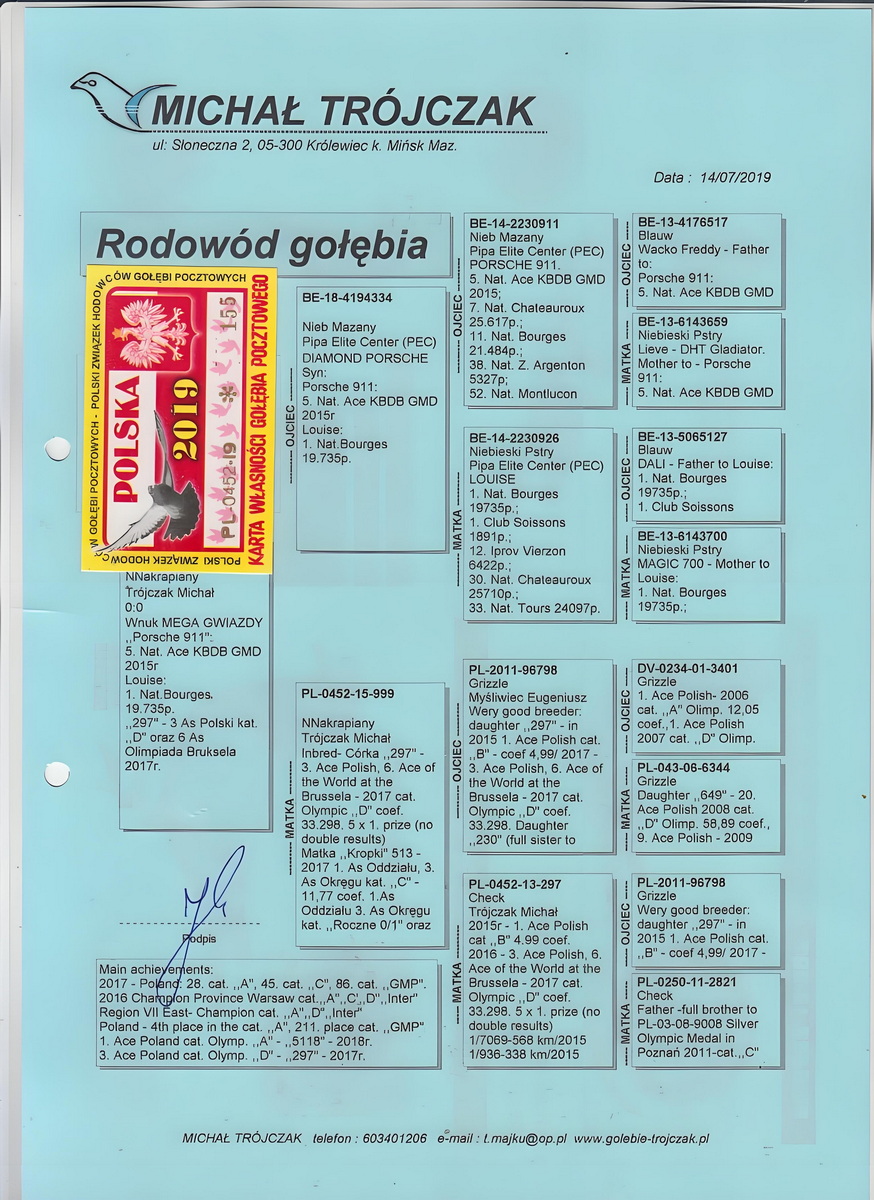 MICHAŁ TRÓJCZAK
ul: Słoneczna 2, 05-300 Królewiec k. Mińsk Maz.
Data : 14/07/2019
Rodowód gołębia
POLSKI ZWIĄZEK HODOWCÓW GOŁĘBI POCZTOWYCH - POLSKI ZWIĄZEK HODOWCÓW GOŁĘBI POCZTOWYCH
POLSKA
2019
PL-0452-19 * 155
KARTA WŁASNOŚCI GOŁĘBIA POCZTOWEGO
NNakrapiany
Trójczak Michał
0:0
Wnuk MEGA GWIAZDY
,,Porsche 911":
5. Nat. Ace KBDB GMD
2015r
Louise:
1. Nat.Bourges.
19.735p.
,,297" - 3 As Polski kat.
,,D" oraz 6 As
Olimpiada Bruksela
2017r.
Podpis
OJCIEC
BE-18-4194334
Nieb Mazany
Pipa Elite Center (PEC)
DIAMOND PORSCHE
Syn:
Porsche 911:
5. Nat. Ace KBDB GMD
2015r
Louise:
1. Nat.Bourges
19.735p.
MATKA
PL-0452-15-999
NNakrapiany
Trójczak Michał
Inbred- Córka ,,297" -
3. Ace Polish, 6. Ace of
the World at the
Brussela - 2017 cat.
Olympic ,,D" coef.
33.298. 5 x 1. prize (no
double results)
Matka ,,Kropki" 513 -
2017 1. As Oddziału, 3.
As Okręgu kat. ,,C" -
11,77 coef. 1.As
Oddzialu 3. As Okręgu
kat. ,,Roczne 0/1" oraz
OJCIEC
BE-14-2230911
Nieb Mazany
Pipa Elite Center (PEC)
PORSCHE 911.
5. Nat. Ace KBDB GMD
2015;
7. Nat. Chateauroux
25.617p.;
11. Nat. Bourges
21.484p.;
38. Nat. Z. Argenton
5327p;
52. Nat. Montlucon
MATKA
BE-14-2230926
Niebieski Pstry
Pipa Elite Center (PEC)
LOUISE
1. Nat. Bourges
19735p.;
1. Club Soissons
1891p.;
12. Iprov Vierzon
6422p.;
30. Nat. Chateauroux
25710p.;
33. Nat. Tours 24097p.
OJCIEC
PL-2011-96798
Grizzle
Myśliwiec Eugeniusz
Wery good breeder:
daughter ,,297" - in
2015 1. Ace Polish cat.
,,B" - coef 4,99/ 2017 -
3. Ace Polish, 6. Ace of
the World at the
Brussela - 2017 cat.
Olympic ,,D" coef.
33.298. Daughter
,,230" (full sister to
MATKA
PL-0452-13-297
Check
Trójczak Michał
2015r - 1. Ace Polish
cat ,,B" 4.99 coef.
2016 - 3. Ace Polish, 6.
Ace of the World at the
Brussela - 2017 cat.
Olympic ,,D" coef.
33.298. 5 x 1. prize (no
double results)
1/7069-568 km/2015
1/936-338 km/2015
OJCIEC
BE-13-4176517
Blauw
Wacko Freddy - Father
to:
Porsche 911:
5. Nat. Ace KBDB GMD
MATKA
BE-13-6143659
Niebieski Pstry
Lieve - DHT Gladiator.
Mother to - Porsche
911:
5. Nat. Ace KBDB GMD
OJCIEC
BE-13-5065127
Blauw
DALI - Father to Louise:
1. Nat. Bourges
19735p.;
1. Club Soissons
MATKA
BE-13-6143700
Niebieski Pstry
MAGIC 700 - Mother to
Louise:
1. Nat. Bourges
19735p.;
OJCIEC
DV-0234-01-3401
Grizzle
1. Ace Polish- 2006
cat. ,,A" Olimp. 12,05
coef.,1. Ace Polish
2007 cat. ,,D" Olimp.
MATKA
PL-043-06-6344
Grizzle
Daughter ,,649" - 20.
Ace Polish 2008 cat.
,,D" Olimp. 58,89 coef.,
9. Ace Polish - 2009
OJCIEC
PL-2011-96798
Grizzle
Wery good breeder:
daughter ,,297" - in
2015 1. Ace Polish cat.
,,B" - coef 4,99/ 2017 -
MATKA
PL-0250-11-2821
Check
Father -full brother to
PL-03-08-9008 Silver
Olympic Medal in
Poznań 2011-cat.,,C"
Main achievements:
2017 - Poland: 28. cat. ,,A", 45. cat. ,,C", 86. cat. ,,GMP".
2016 Champion Province Warsaw cat.,,A",,C',,D",,Inter"
Region VII East- Champion cat. ,,A",,D",,Inter"
Poland - 4th place in the cat. ,,A", 211. place cat. ,,GMP"
1. Ace Poland cat. Olymp. ,,A" - ,,5118" - 2018r.
3. Ace Poland cat. Olymp. ,,D" - ,,297" - 2017r.
MICHAŁ TRÓJCZAK telefon : 603401206 e-mail : t.majku@op.pl www.golebie-trojczak.pl